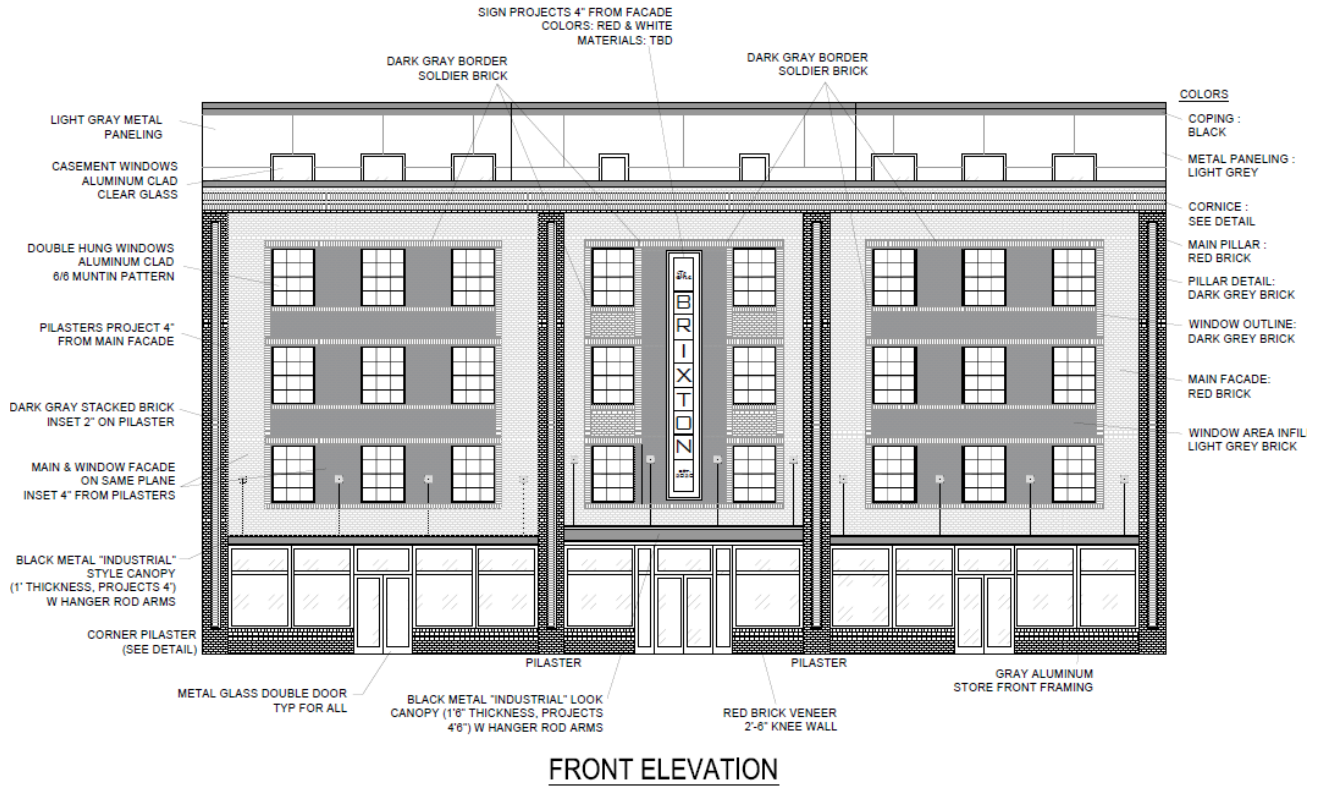 SIGN PROJECTS 4" FROM FACADE
COLORS: RED & WHITE
MATERIALS: TBD
DARK GRAY BORDER
SOLDIER BRICK
DARK GRAY BORDER
SOLDIER BRICK
LIGHT GRAY METAL
PANELING
CASEMENT WINDOWS
ALUMINUM CLAD
CLEAR GLASS
DOUBLE HUNG WINDOWS
ALUMINUM CLAD
6/6 MUNTIN PATTERN
PILASTERS PROJECT 4"
FROM MAIN FACADE
DARK GRAY STACKED BRICK
INSET 2" ON PILASTER
MAIN & WINDOW FACADE
ON SAME PLANE
INSET 4" FROM PILASTERS
BLACK METAL "INDUSTRIAL"
STYLE CANOPY
(1' THICKNESS, PROJECTS 4')
W HANGER ROD ARMS
CORNER PILASTER
(SEE DETAIL)
The
BRIXTON
EST.
COLORS
COPING :
BLACK
METAL PANELING :
LIGHT GREY
CORNICE :
SEE DETAIL
MAIN PILLAR :
RED BRICK
PILLAR DETAIL:
DARK GREY BRICK
WINDOW OUTLINE:
DARK GREY BRICK
MAIN FACADE:
RED BRICK
WINDOW AREA INFIL
LIGHT GREY BRICK
METAL GLASS DOUBLE DOOR
TYP FOR ALL
PILASTER
BLACK METAL "INDUSTRIAL" LOOK
CANOPY (1'6" THICKNESS, PROJECTS
4'6") W HANGER ROD ARMS
RED BRICK VENEER
2'-6" KNEE WALL
PILASTER
GRAY ALUMINUM
STORE FRONT FRAMING
FRONT ELEVATION